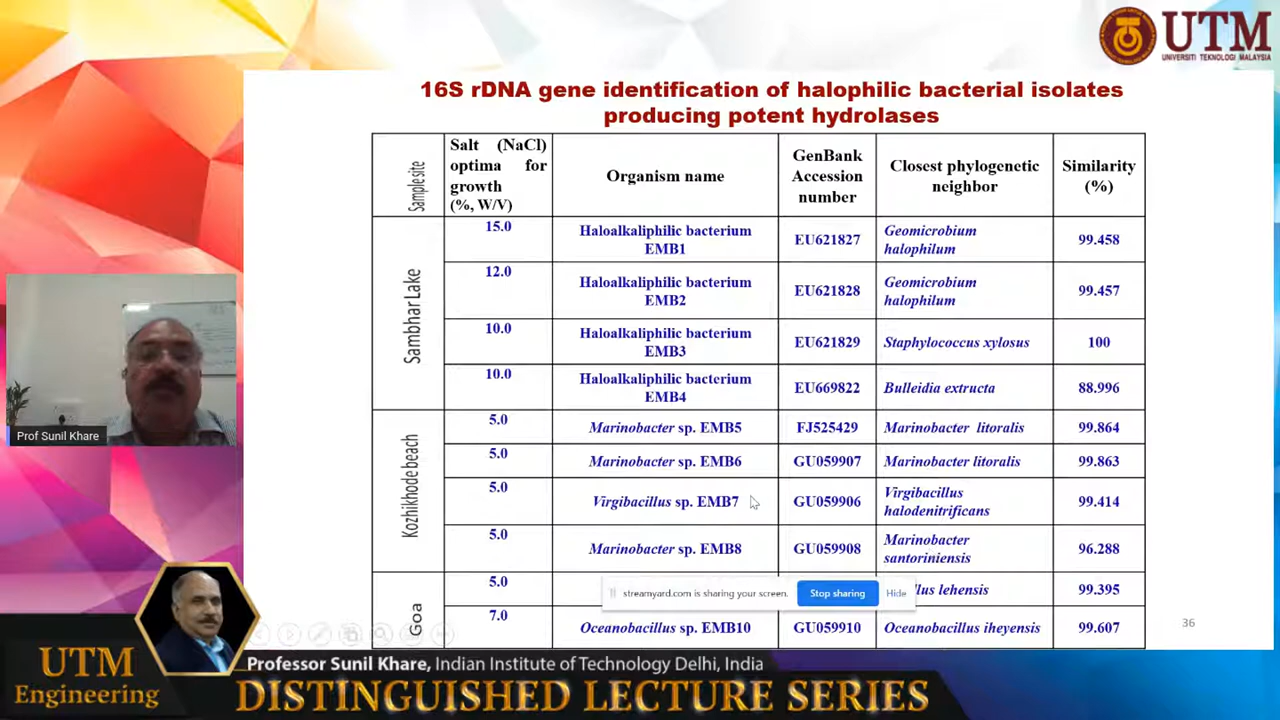 UTM
UNIVERSITI TEKNOLOGI MALAYSIA
16S rDNA gene identification of halophilic bacterial isolates
producing potent hydrolases
Sample site
Salt (NaCl)
optima for
growth
(%, W/V)
Organism name
GenBank
Accession
number
Closest phylogenetic
neighbor
Similarity
(%)
Sambhar Lake
15.0
Haloalkaliphilic bacterium
EMB1
EU621827
Geomicrobium
halophilum
99.458
12.0
Haloalkaliphilic bacterium
EMB2
EU621828
Geomicrobium
halophilum
99.457
10.0
Haloalkaliphilic bacterium
EMB3
EU621829
Staphylococcus xylosus
100
10.0
Haloalkaliphilic bacterium
EMB4
EU669822
Bulleidia extructa
88.996
Kozhikhode beach
5.0
Marinobacter sp. EMB5
FJ525429
Marinobacter litoralis
99.864
5.0
Marinobacter sp. EMB6
GU059907
Marinobacter litoralis
99.863
5.0
Virgibacillus sp. EMB7
GU059906
Virgibacillus
halodenitrificans
99.414
5.0
Marinobacter sp. EMB8
GU059908
Marinobacter
santoriniensis
96.288
Goa
5.0
lehensis
99.395
7.0
Oceanobacillus sp. EMB10
GU059910
Oceanobacillus iheyensis
99.607
streamyard.com is sharing your screen.
Stop sharing
Hide
36
Prof Sunil Khare
UTM
Engineering
Professor Sunil Khare, Indian Institute of Technology Delhi, India
DISTINGUISHED LECTURE SERIES